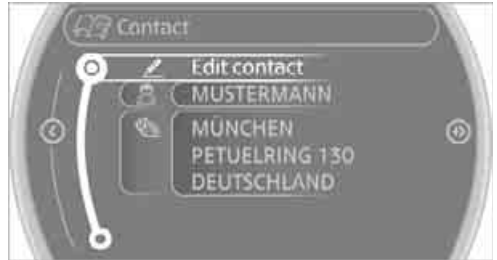 Contact
Edit contact
MUSTERMANN
MÜNCHEN
PETUELRING 130
DEUTSCHLAND